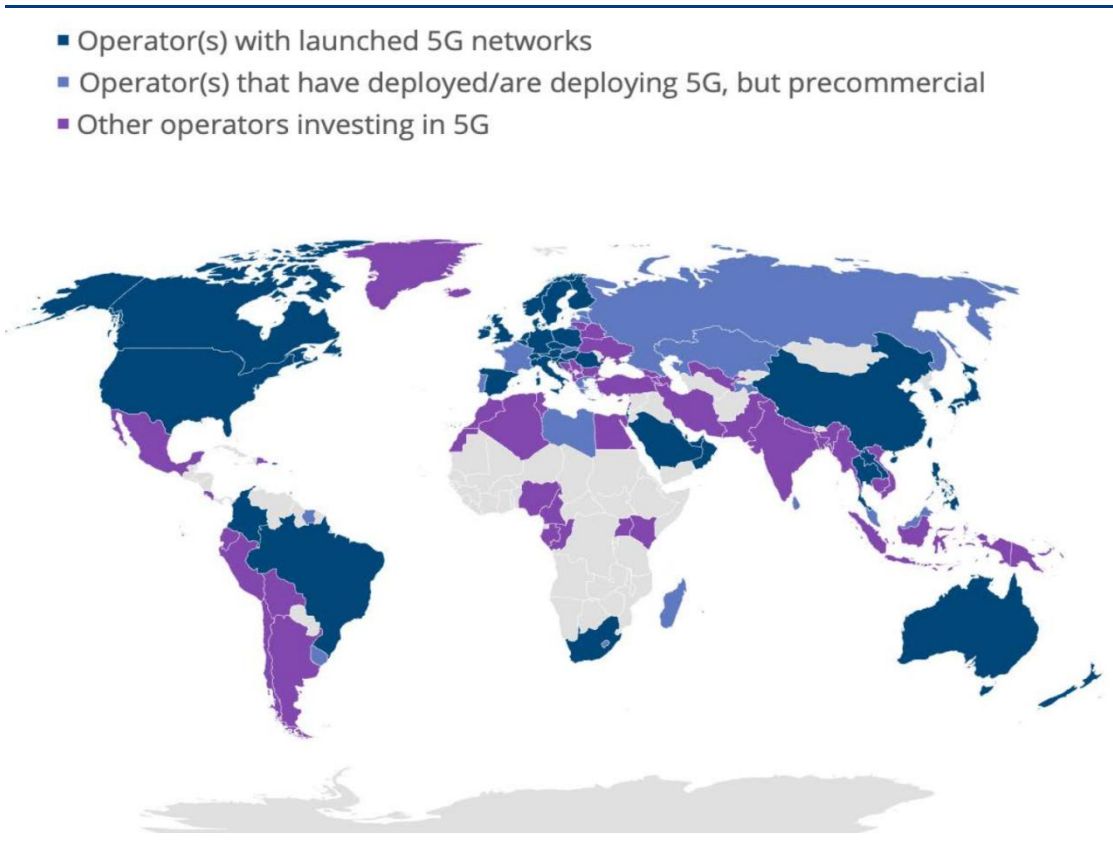 Operator(s) with launched 5G networks
Operator(s) that have deployed/are deploying 5G, but precommercial
Other operators investing in 5G